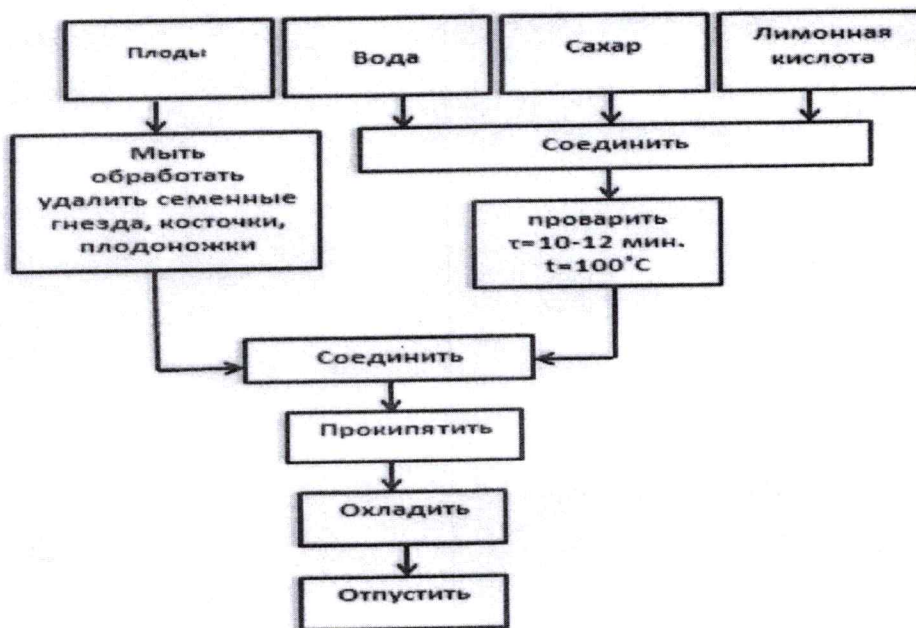 Плоды
Вода
Сахар
Лимонная
кислота
Мыть
обработать
удалить семенные
гнезда, косточки,
плодоножки
Соединить
проварить
τ=10-12 мин.
t=100˚С
Соединить
Прокипятить
Охладить
Отпустить